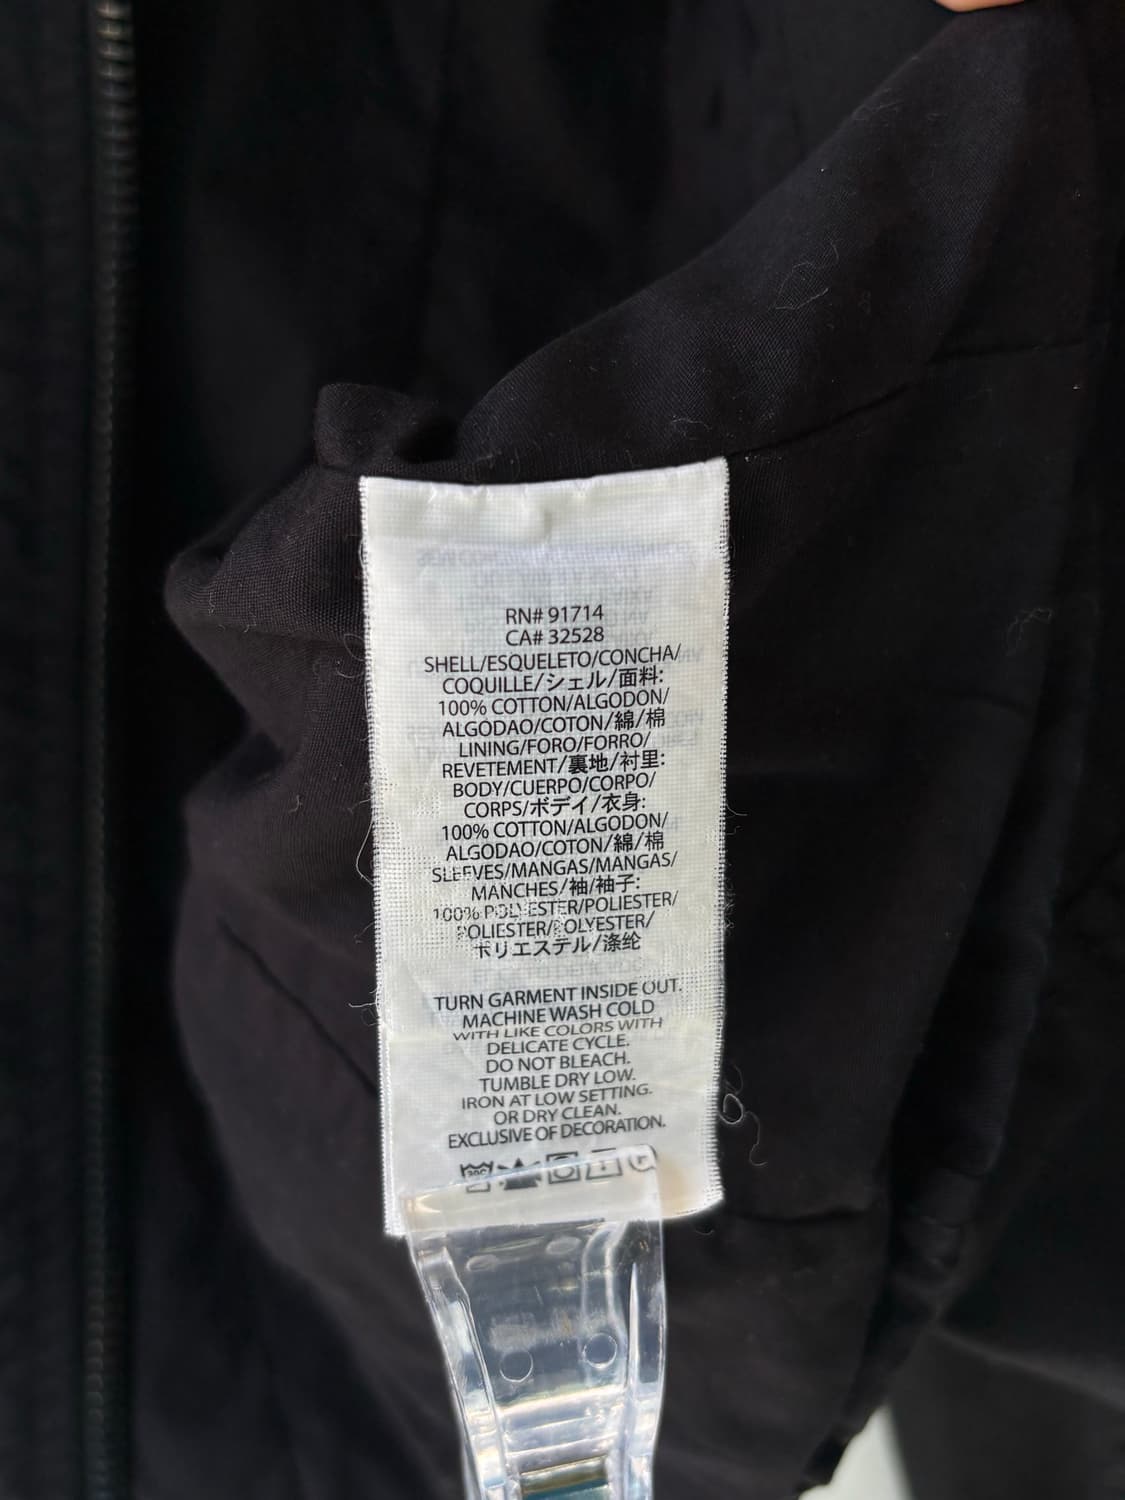 RN# 91714
CA# 32528
SHELL/ESQUELETO/CONCHA/
COQUILLE/シェル/面料:
100% COTTON/ALGODON/
ALGODAO/COTON/綿/棉
LINING/FORO/FORRO/
REVETEMENT/裏地/衬里:
BODY/CUERPO/CORPO/
CORPS/ボディ/衣身:
100% COTTON/ALGODON/
ALGODAO/COTON/綿/棉
SLEEVES/MANGAS/MANGAS/
MANCHES/袖/袖子:
100% POLYESTER/POLIESTER/
POLIESTER/POLYESTER/
ポリエステル/涤纶
TURN GARMENT INSIDE OUT.
MACHINE WASH COLD
WITH LIKE COLORS WITH
DELICATE CYCLE.
DO NOT BLEACH.
TUMBLE DRY LOW.
IRON AT LOW SETTING.
OR DRY CLEAN.
EXCLUSIVE OF DECORATION.
30C